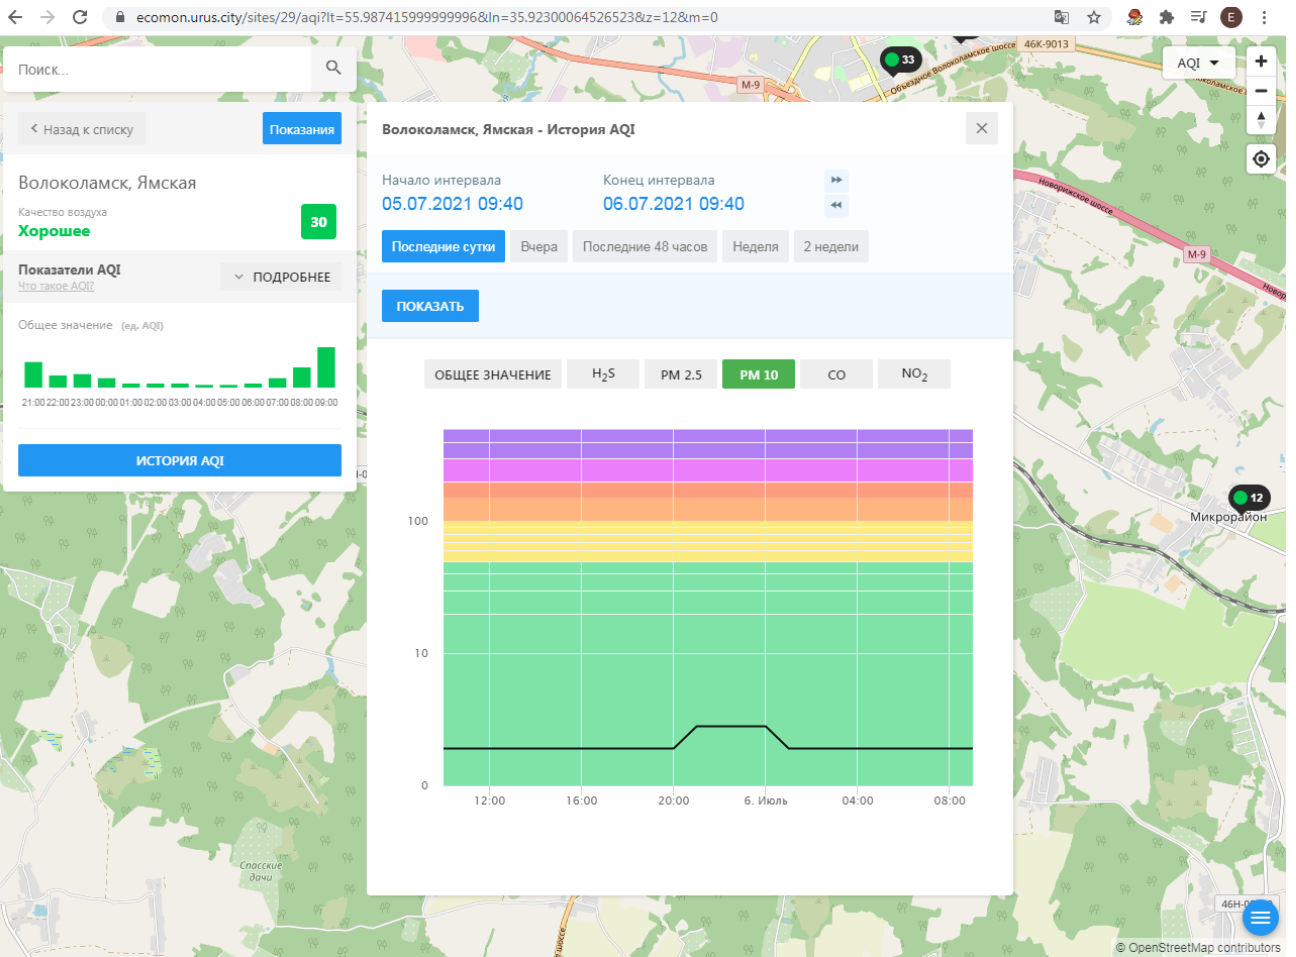 ecomon.urus.city/sites/29/aqi?lt=55.987415999999996&ln=35.92300064526523&z=12&m=0
E
Поиск...
46К-9013
33
Объездное Волоколамское шоссе
М-9
AQI
Назад к списку
Показания
Волоколамск, Ямская - История AQI
Волоколамск, Ямская
Качество воздуха
Хорошее
30
Начало интервала
Конец интервала
05.07.2021 09:40
06.07.2021 09:40
Новорижское шоссе
Последние сутки
Вчера
Последние 48 часов
Неделя
2 недели
М-9
Показатели AQI
Что такое AQI?
ПОДРОБНЕЕ
ПОКАЗАТЬ
Общее значение (ед. AQI)
ОБЩЕЕ ЗНАЧЕНИЕ
H2S
PM 2.5
PM 10
CO
NO2
21:00 22:00 23:00 00:00 01:00 02:00 03:00 04:00 05:00 06:00 07:00 08:00 09:00
ИСТОРИЯ AQI
12
Микрорайон
100
10
0
12:00
16:00
20:00
6. Июль
04:00
08:00
Спасские
дачи
© OpenStreetMap contributors